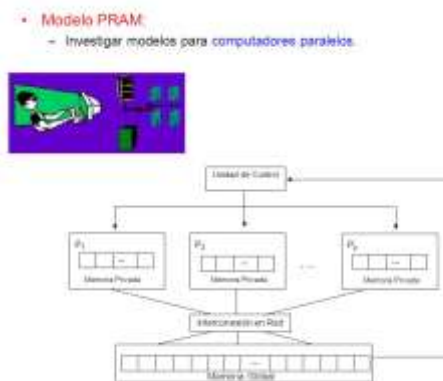 • Modelo PRAM:
– Investigar modelos para computadores paralelos.
Unidad de Control
P1
P2
Pp
...
Memoria Privada
Memoria Privada
Memoria Privada
Interconexión en Red
Memoria Global